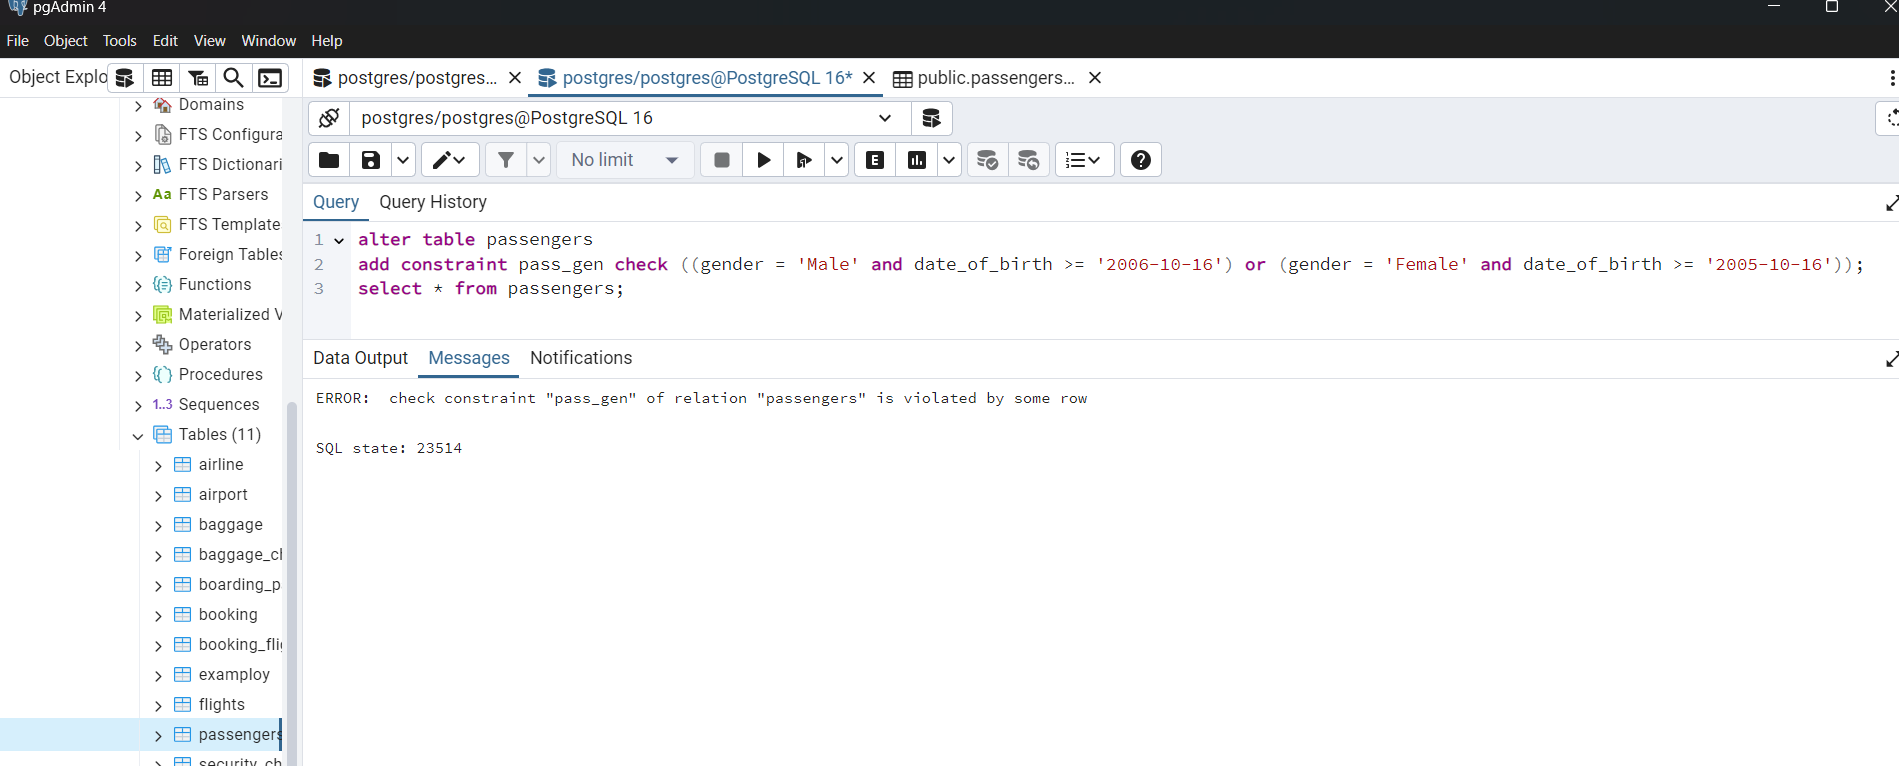 pgAdmin 4
File Object Tools Edit View Window Help
Object Explo
postgres/postgres...
postgres/postgres@PostgreSQL 16*
public.passengers...
postgres/postgres@PostgreSQL 16
No limit
E
Query Query History
1 alter table passengers
2 add constraint pass_gen check ((gender = 'Male' and date_of_birth >= '2006-10-16') or (gender = 'Female' and date_of_birth >= '2005-10-16'));
3 select * from passengers;
Data Output Messages Notifications
ERROR:  check constraint "pass_gen" of relation "passengers" is violated by some row
SQL state: 23514
Domains
FTS Configura
FTS Dictionari
Aa FTS Parsers
FTS Template
Foreign Tables
Functions
Materialized V
Operators
Procedures
1..3 Sequences
Tables (11)
airline
airport
baggage
baggage_cl
boarding_p
booking
booking_fli
examploy
flights
passengers
security_ch